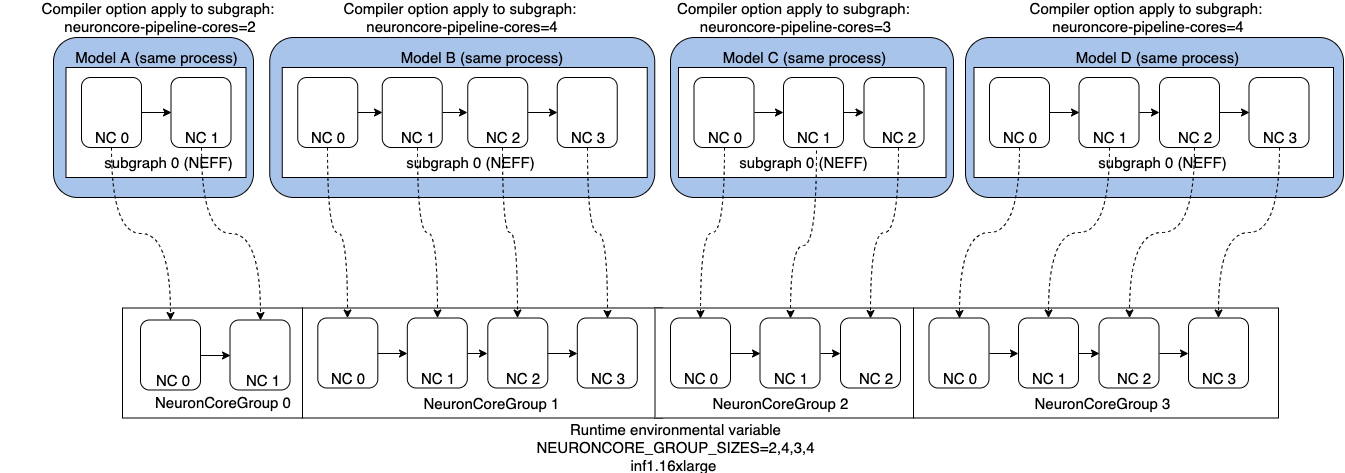 Compiler option apply to subgraph:
neuroncore-pipeline-cores=2
Model A (same process)
NC 0
NC 1
subgraph 0 (NEFF)
Compiler option apply to subgraph:
neuroncore-pipeline-cores=4
Model B (same process)
NC 0
NC 1
NC 2
NC 3
subgraph 0 (NEFF)
Compiler option apply to subgraph:
neuroncore-pipeline-cores=3
Model C (same process)
NC 0
NC 1
NC 2
subgraph 0 (NEFF)
Compiler option apply to subgraph:
neuroncore-pipeline-cores=4
Model D (same process)
NC 0
NC 1
NC 2
NC 3
subgraph 0 (NEFF)
NC 0
NC 1
NeuronCoreGroup 0
NC 0
NC 1
NC 2
NC 3
NeuronCoreGroup 1
NC 0
NC 1
NC 2
NeuronCoreGroup 2
NC 0
NC 1
NC 2
NC 3
NeuronCoreGroup 3
Runtime environmental variable
NEURONCORE_GROUP_SIZES=2,4,3,4
inf1.16xlarge